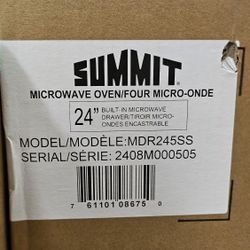 SUMMIT
MICROWAVE OVEN/FOUR MICRO-ONDE
24"
BUILT-IN MICROWAVE
DRAWER/TIROIR MICRO-
ONDES ENCASTRABLE
MODEL/MODÈLE:MDR245SS
SERIAL/SÉRIE: 2408M000505
7 61101 08675 0